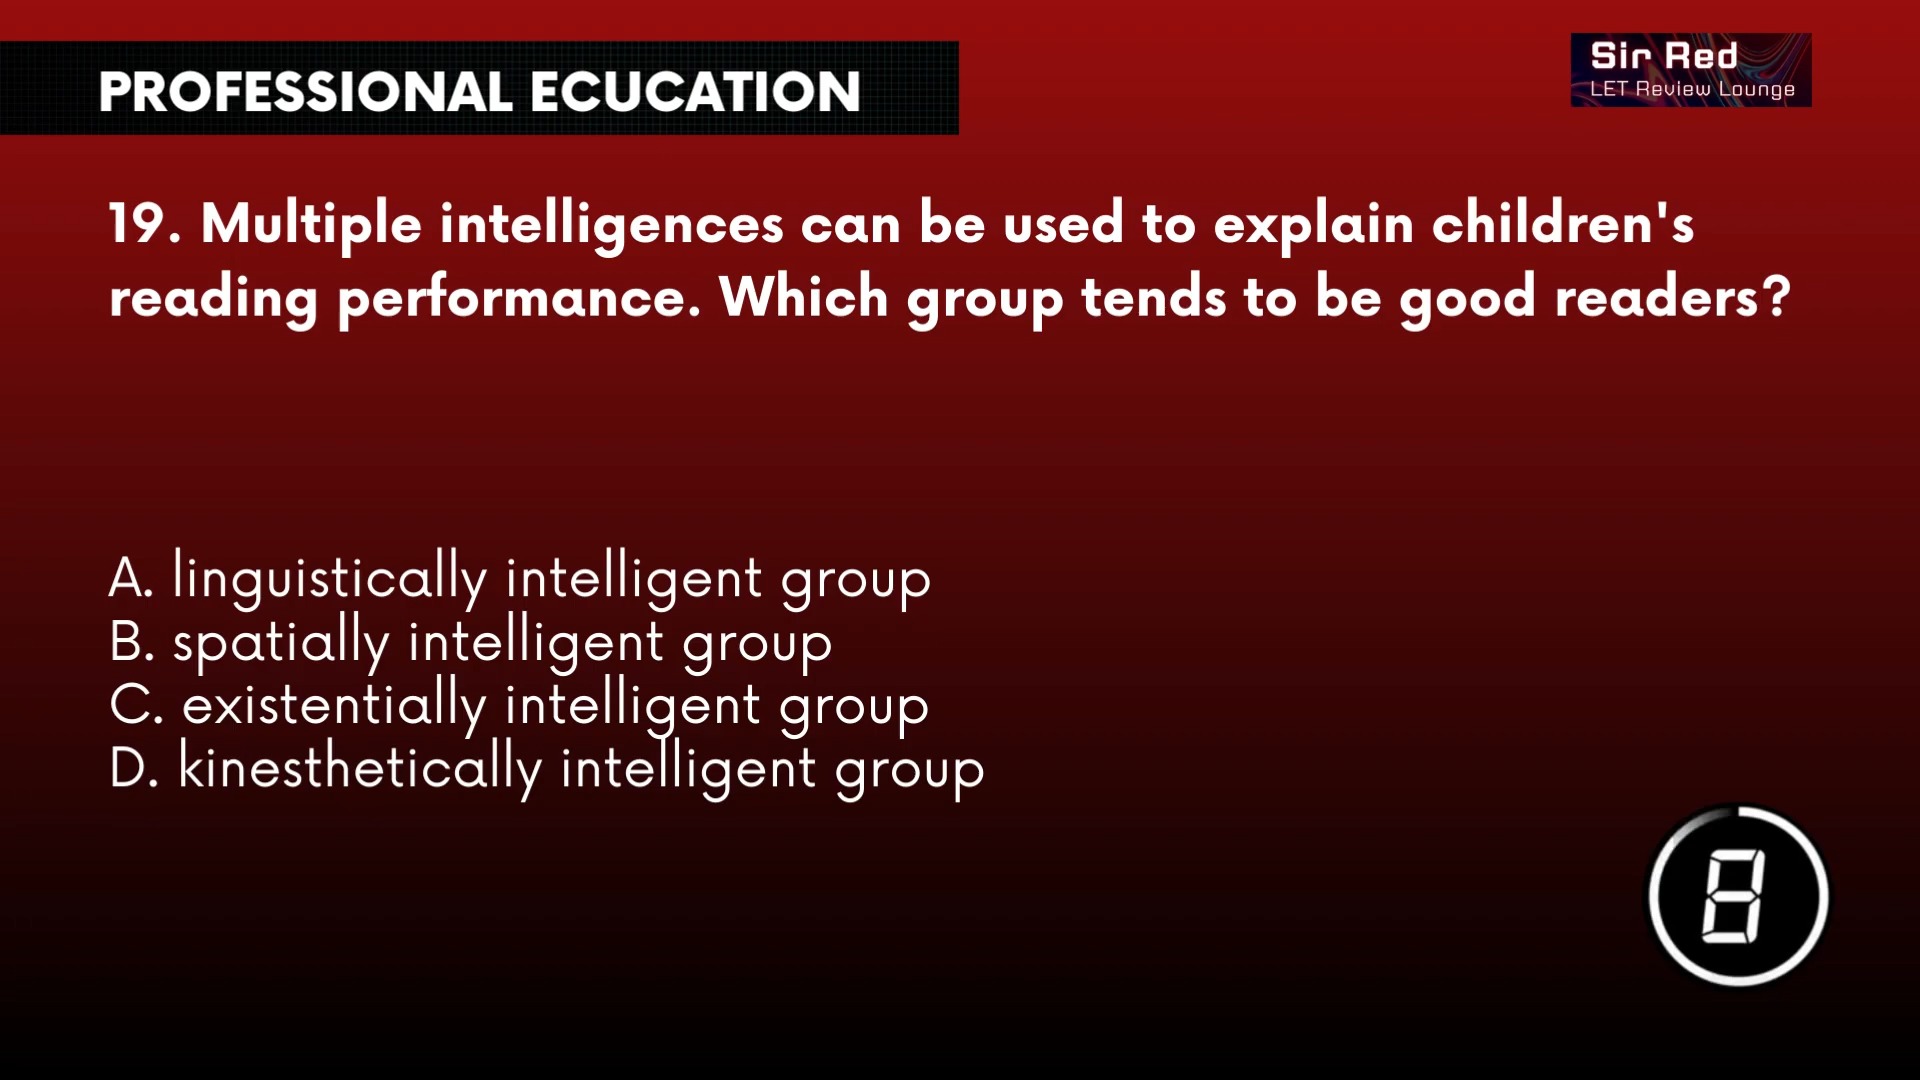 PROFESSIONAL ECUCATION
Sir Red
LET Review Lounge
19. Multiple intelligences can be used to explain children's
reading performance. Which group tends to be good readers?
A. linguistically intelligent group
B. spatially intelligent group
C. existentially intelligent group
D. kinesthetically intelligent group
8